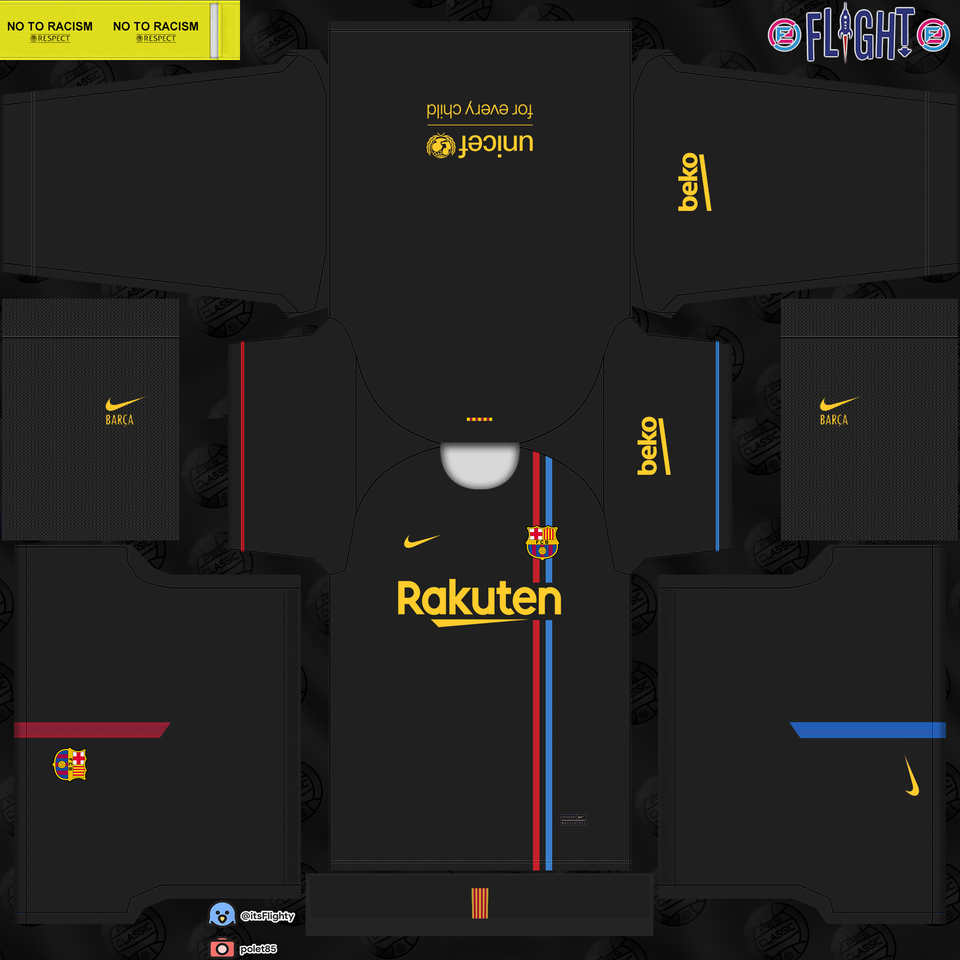 NO TO RACISM NO TO RACISM
RESPECT RESPECT
FLIGHT
for every child
unicef
beko
BARÇA
BARÇA
beko
FCB
Rakuten
@itsFlighty
polet85